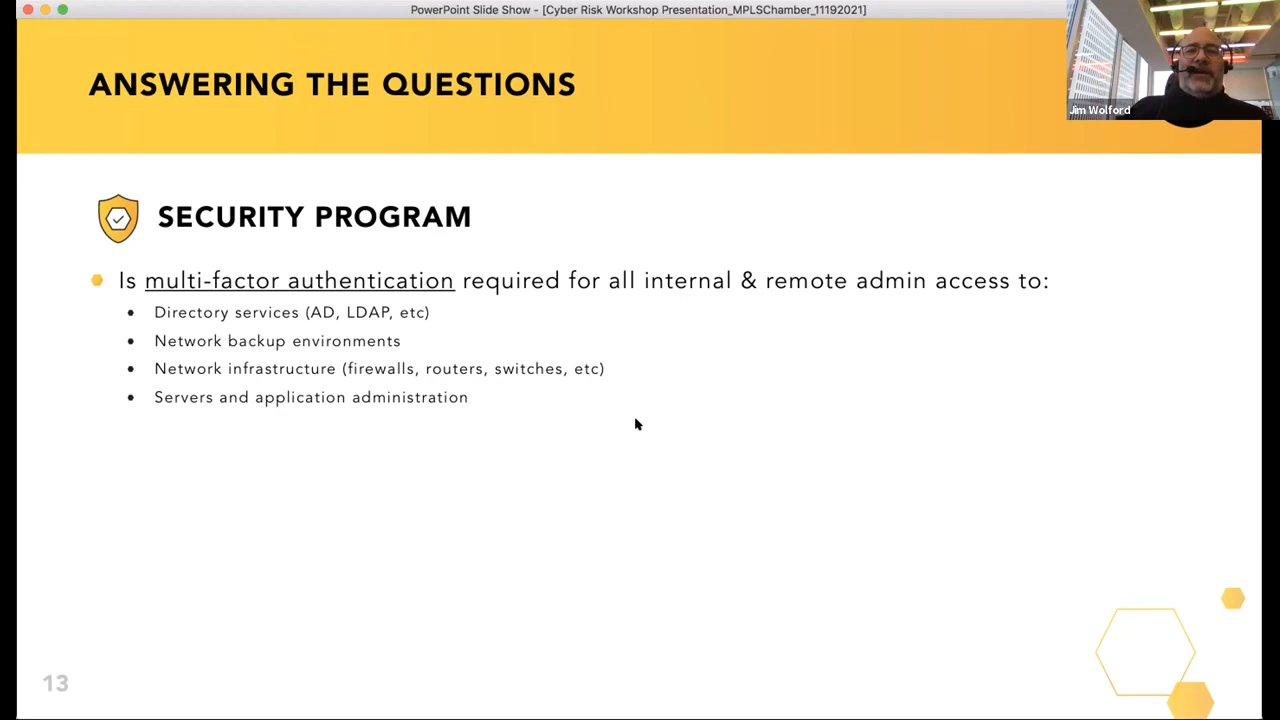 PowerPoint Slide Show - [Cyber Risk Workshop Presentation_MPLSChamber_11192021]
Jim Wolford
ANSWERING THE QUESTIONS
SECURITY PROGRAM
Is multi-factor authentication required for all internal & remote admin access to:
• Directory services (AD, LDAP, etc)
• Network backup environments
• Network infrastructure (firewalls, routers, switches, etc)
• Servers and application administration
13